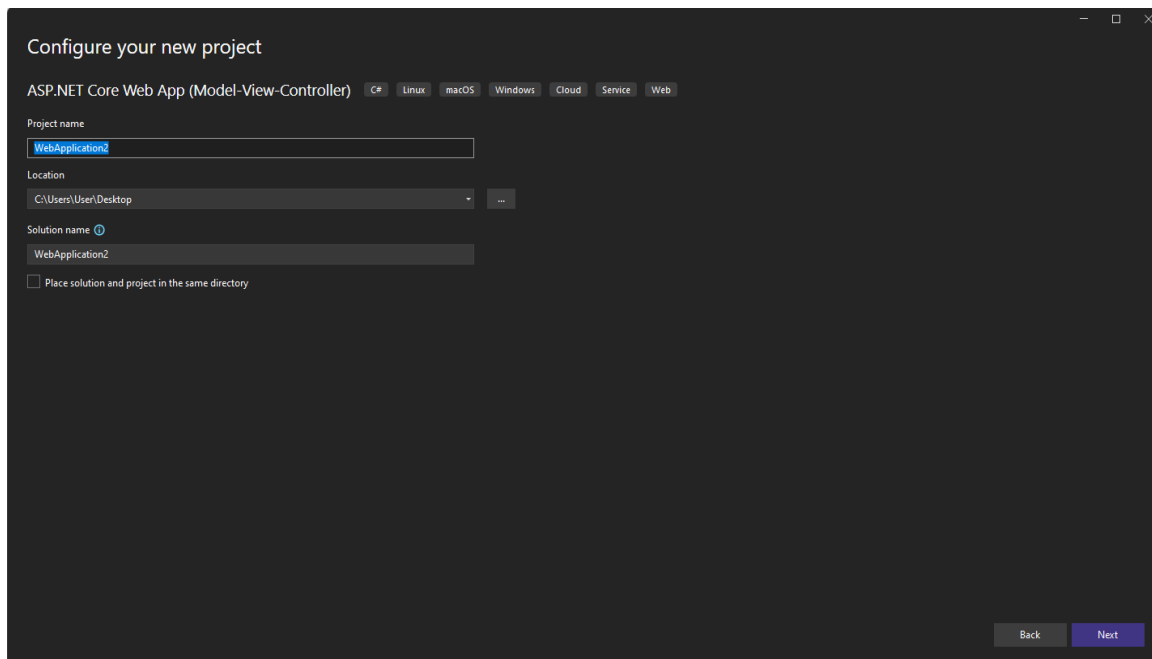 Configure your new project
ASP.NET Core Web App (Model-View-Controller) C# Linux macOS Windows Cloud Service Web
Project name
WebApplication2
Location
C:\Users\User\Desktop ...
Solution name
WebApplication2
Place solution and project in the same directory
Back Next